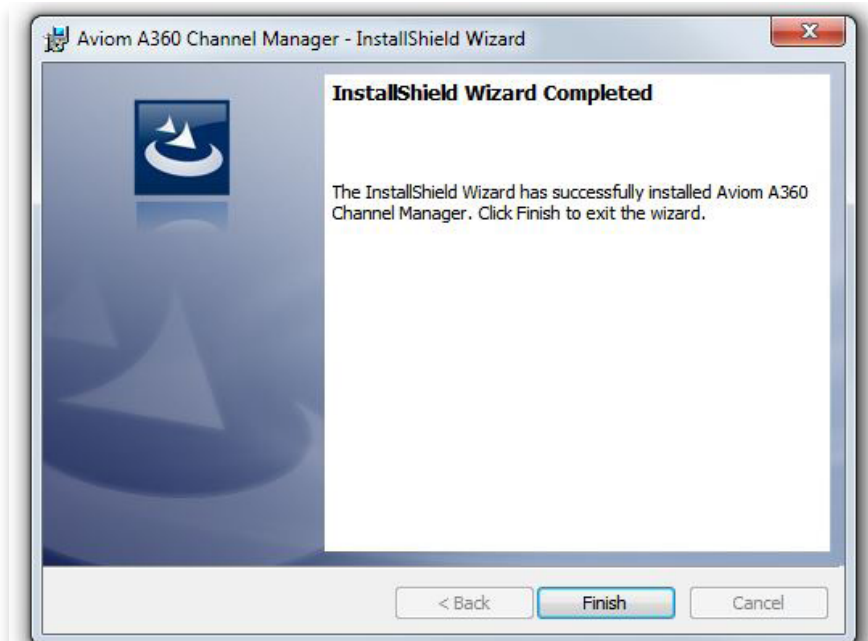 Aviom A360 Channel Manager - InstallShield Wizard
InstallShield Wizard Completed
The InstallShield Wizard has successfully installed Aviom A360
Channel Manager. Click Finish to exit the wizard.
< Back
Finish
Cancel